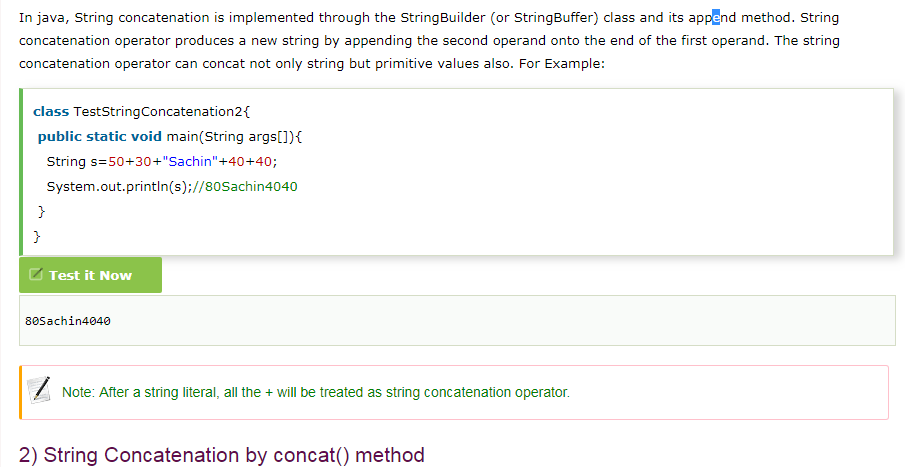 In java, String concatenation is implemented through the StringBuilder (or StringBuffer) class and its append method. String
concatenation operator produces a new string by appending the second operand onto the end of the first operand. The string
concatenation operator can concat not only string but primitive values also. For Example:
class TestStringConcatenation2{
public static void main(String args[]){
String s=50+30+"Sachin"+40+40;
System.out.println(s);//80Sachin4040
}
}
Test it Now
80Sachin4040
Note: After a string literal, all the + will be treated as string concatenation operator.
2) String Concatenation by concat() method